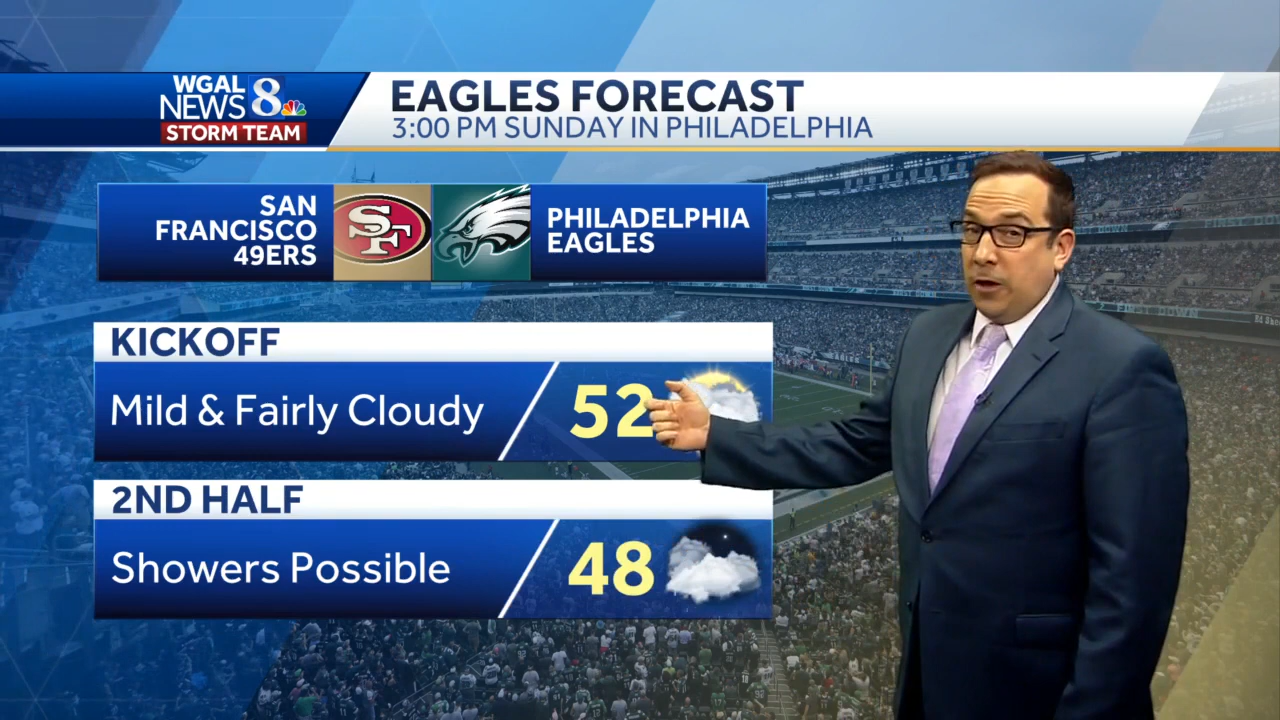 WGAL
NEWS 8
STORM TEAM
EAGLES FORECAST
3:00 PM SUNDAY IN PHILADELPHIA
SAN
FRANCISCO
49ERS
SF
PHILADELPHIA
EAGLES
KICKOFF
Mild & Fairly Cloudy
52
2ND HALF
Showers Possible
48